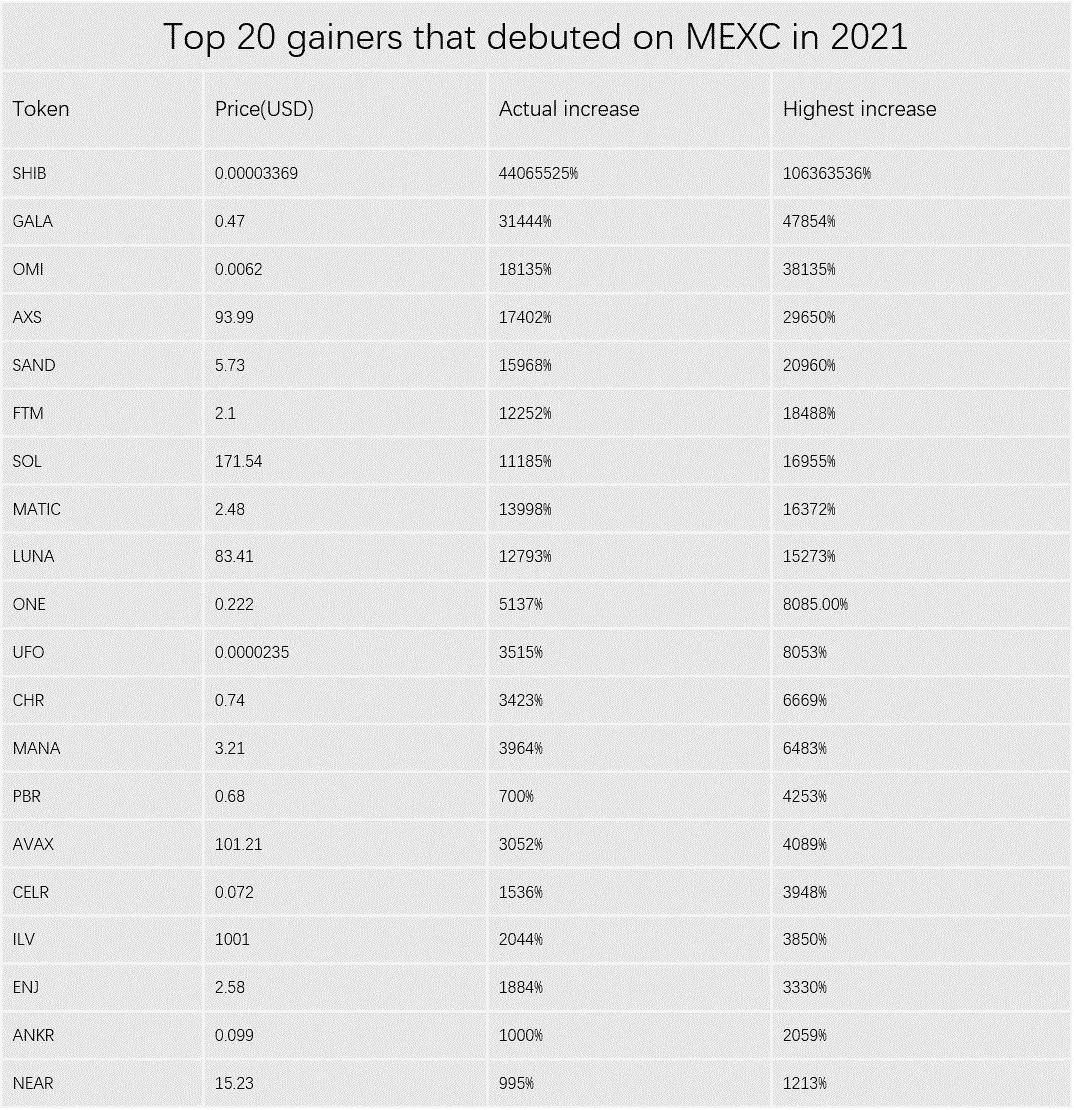 Top 20 gainers that debuted on MEXC in 2021
Token Price(USD) Actual increase Highest increase
SHIB 0.00003369 44065525% 106363536%
GALA 0.47 31444% 47854%
OMI 0.0062 18135% 38135%
AXS 93.99 17402% 29650%
SAND 5.73 15968% 20960%
FTM 2.1 12252% 18488%
SOL 171.54 11185% 16955%
MATIC 2.48 13998% 16372%
LUNA 83.41 12793% 15273%
ONE 0.222 5137% 8085.00%
UFO 0.0000235 3515% 8053%
CHR 0.74 3423% 6669%
MANA 3.21 3964% 6483%
PBR 0.68 700% 4253%
AVAX 101.21 3052% 4089%
CELR 0.072 1536% 3948%
ILV 1001 2044% 3850%
ENJ 2.58 1884% 3330%
ANKR 0.099 1000% 2059%
NEAR 15.23 995% 1213%